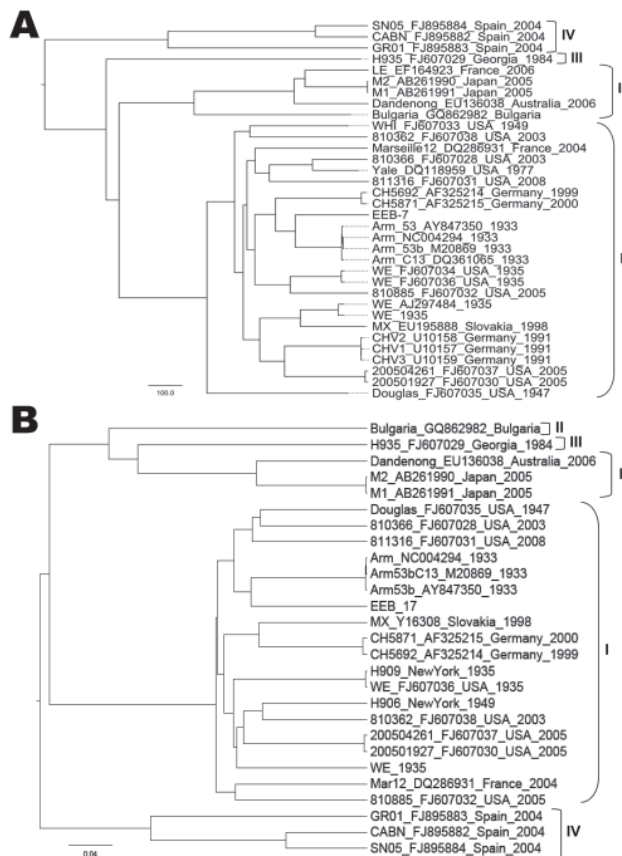 A
SN05_FJ895884_Spain_2004
CABN_FJ895882_Spain_2004
GR01_FJ895883_Spain_2004
IV
H935_FJ607029_Georgia_1984
III
LE_EF164923_France_2006
M2_AB261990_Japan_2005
M1_AB261991_Japan_2005
Dandenong_EU136038_Australia_2006
Bulgaria_GQ862982_Bulgaria
I
WHI_FJ607033_USA_1949
810362_FJ607038_USA_2003
Marseille12_DQ286931_France_2004
810366_FJ607028_USA_2003
Yale_DQ118959_USA_1977
811316_FJ607031_USA_2008
CH5692_AF325214_Germany_1999
CH5871_AF325215_Germany_2000
EEB-7
Arm_53_AY847350_1933
Arm_NC004294_1933
Arm_53b_M20869_1933
Arm_C13_DQ361065_1933
WE_FJ607034_USA_1935
WE_FJ607036_USA_1935
810885_FJ607032_USA_2005
WE_AJ297484_1935
WE_1935
MX_EU195888_Slovakia_1998
CHV2_U10158_Germany_1991
CHV1_U10157_Germany_1991
CHV3_U10159_Germany_1991
200504261_FJ607037_USA_2005
200501927_FJ607030_USA_2005
Douglas_FJ607035_USA_1947
100.0
B
Bulgaria_GQ862982_Bulgaria
II
H935_FJ607029_Georgia_1984
III
Dandenong_EU136038_Australia_2006
M2_AB261990_Japan_2005
M1_AB261991_Japan_2005
Douglas_FJ607035_USA_1947
810366_FJ607028_USA_2003
811316_FJ607031_USA_2008
Arm_NC004294_1933
Arm53bC13_M20869_1933
Arm53b_AY847350_1933
EEB_17
MX_Y16308_Slovakia_1998
CH5871_AF325215_Germany_2000
CH5692_AF325214_Germany_1999
I
H909_NewYork_1935
WE_FJ607036_USA_1935
H906_NewYork_1949
810362_FJ607038_USA_2003
200504261_FJ607037_USA_2005
200501927_FJ607030_USA_2005
WE_1935
Mar12_DQ286931_France_2004
810885_FJ607032_USA_2005
GR01_FJ895883_Spain_2004
CABN_FJ895882_Spain_2004
SN05_FJ895884_Spain_2004
IV
0.04